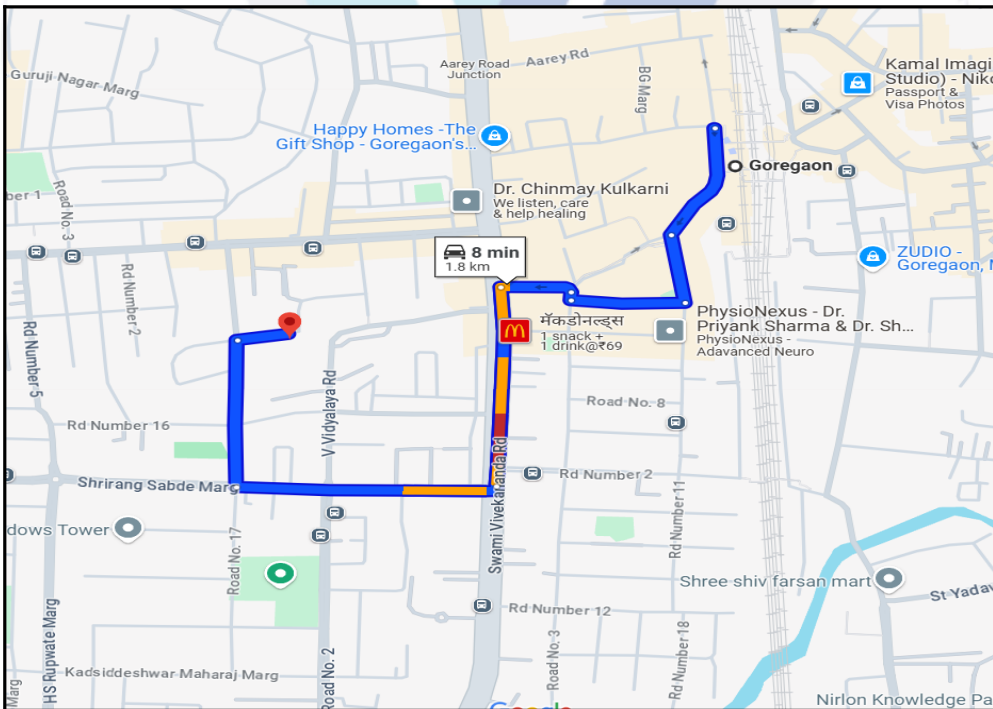 Guruji Nagar Marg
Aarey Road
Junction
Aarey Rd
BG Marg
Kamal Imagi
Studio) - Niko
Passport &
Visa Photos
Happy Homes -The
Gift Shop - Goregaon's...
Goregaon
ber 1
Road No. 3
Dr. Chinmay Kulkarni
We listen, care
& help healing
8 min
1.8 km
ZUDIO -
Goregaon, N
Rd Number 2
Rd Number 5
मॅकडोनल्ड्स
1 snack +
1 drink@₹69
PhysioNexus - Dr.
Priyank Sharma & Dr. Sh...
PhysioNexus -
Adavanced Neuro
V Vidyalaya Rd
Road No. 8
Rd Number 16
Swami Vivekananda Rd
Rd Number 2
Rd Number 11
Shrirang Sabde Marg
dows Tower
Road No. 17
Shree shiv farsan mart
St Yadav
HS Rupwate Marg
Rd Number 12
Road No. 3
Rd Number 18
Kadsiddeshwar Maharaj Marg
Road No. 2
Marg
Nirlon Knowledge Pa
Google